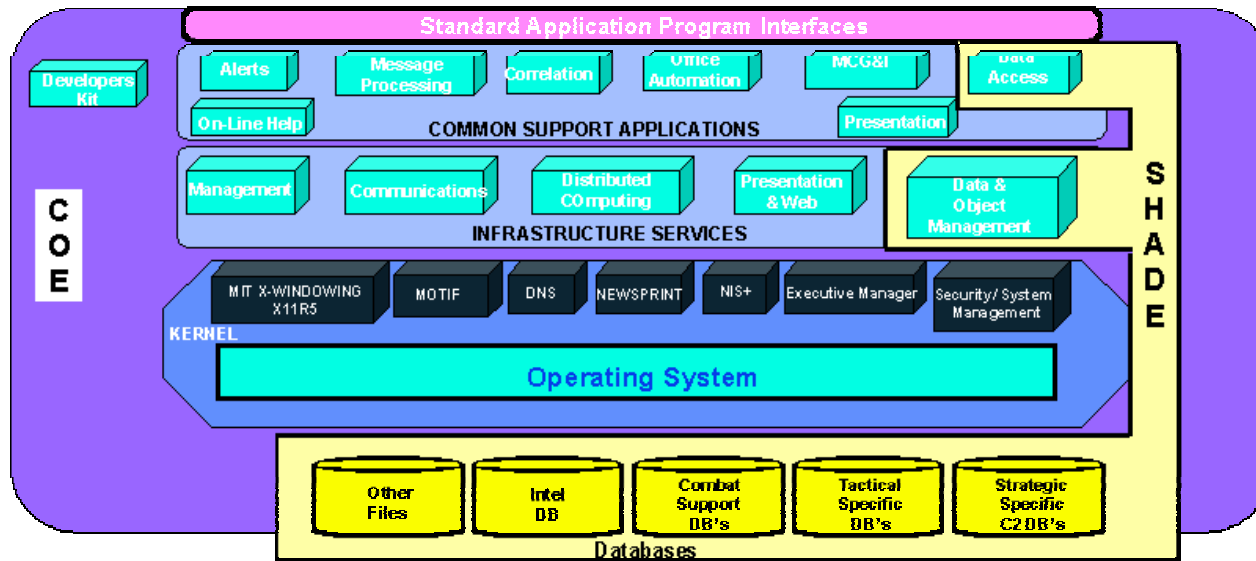 Standard Application Program Interfaces
Developers
Kit
Alerts
Message
Processing
Correlation
Office
Automation
MCG&I
Data
Access
On-Line Help
Presentation
COMMON SUPPORT APPLICATIONS
Management
Communications
Distributed
COmputing
Presentation
& Web
Data &
Object
Management
INFRASTRUCTURE SERVICES
C
O
E
S
H
A
D
E
MIT X-WINDOWING
X11R5
MOTIF
DNS
NEWSPRINT
NIS+
Executive Manager
Security/ System
Management
KERNEL
Operating System
Other
Files
Intel
DB
Combat
Support
DB's
Tactical
Specific
DB's
Strategic
Specific
C2 DB's
Databases